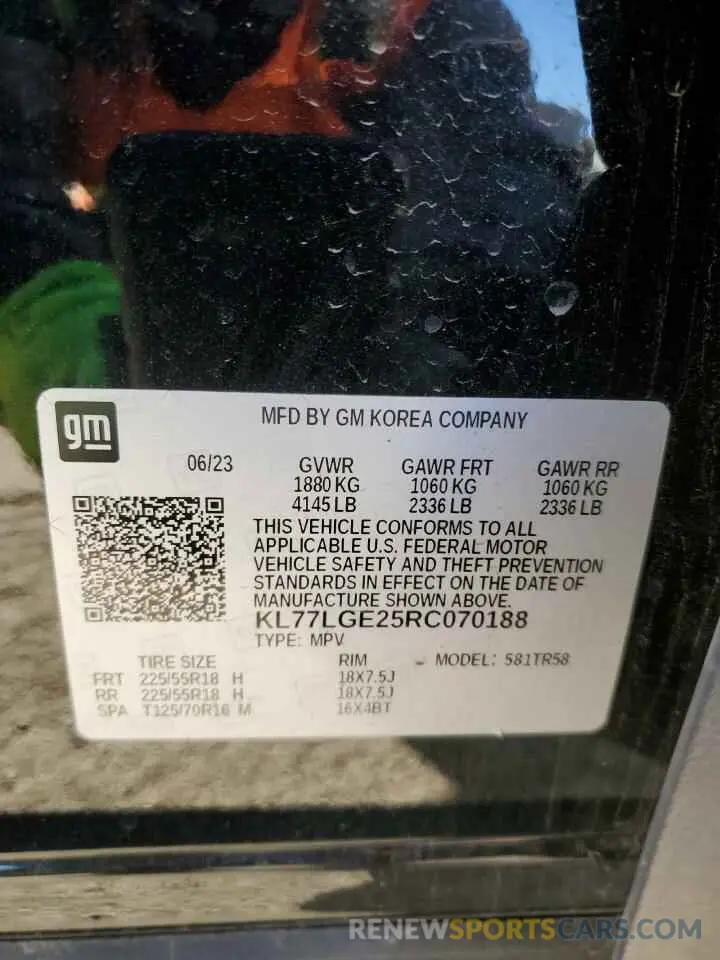 gm
MFD BY GM KOREA COMPANY
06/23 GVWR GAWR FRT GAWR RR
1880 KG 1060 KG 1060 KG
4145 LB 2336 LB 2336 LB
THIS VEHICLE CONFORMS TO ALL
APPLICABLE U.S. FEDERAL MOTOR
VEHICLE SAFETY AND THEFT PREVENTION
STANDARDS IN EFFECT ON THE DATE OF
MANUFACTURE SHOWN ABOVE.
KL77LGE25RC070188
TYPE: MPV
TIRE SIZE RIM MODEL: 581TR58
FRT 225/55R18 H 18X7.5J
RR 225/55R18 H 18X7.5J
SPA T125/70R16 M 16X4BT
RENEWSPORTSCARS.COM